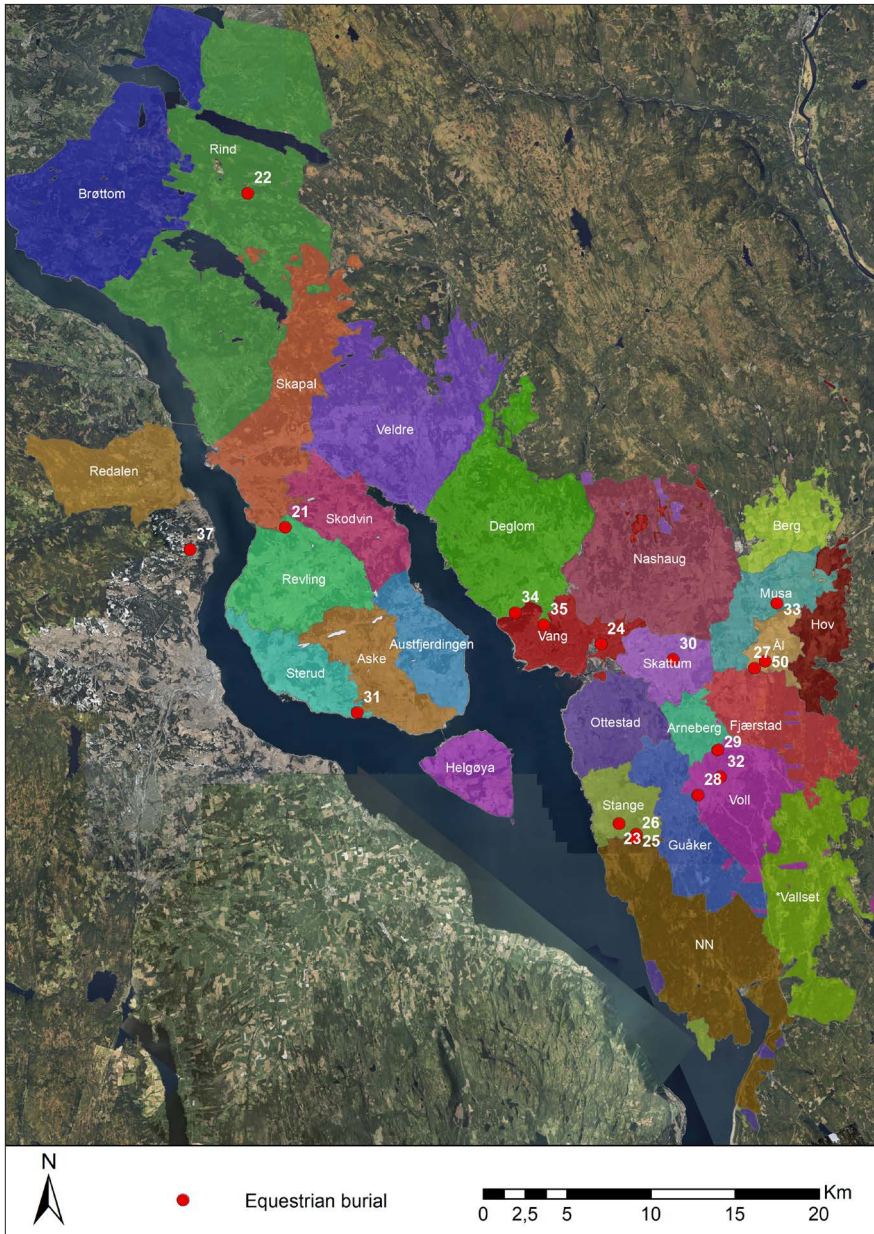 Rind
22
Brøttom
Skapal
Veldre
Redalen
21
Skodvin
Deglom
Berg
37
Nashaug
Revling
34
Musa
35
33
Hov
Vang
24
Austfjerdingen
30
Ål
Aske
Skattum
27
50
Sterud
31
Ottestad
Arneberg
Fjærstad
29
Helgøya
32
28
Voll
Stange
26
23
25
Guåker
*Vallset
NN
N
Equestrian burial
Km
0 2,5 5 10 15 20